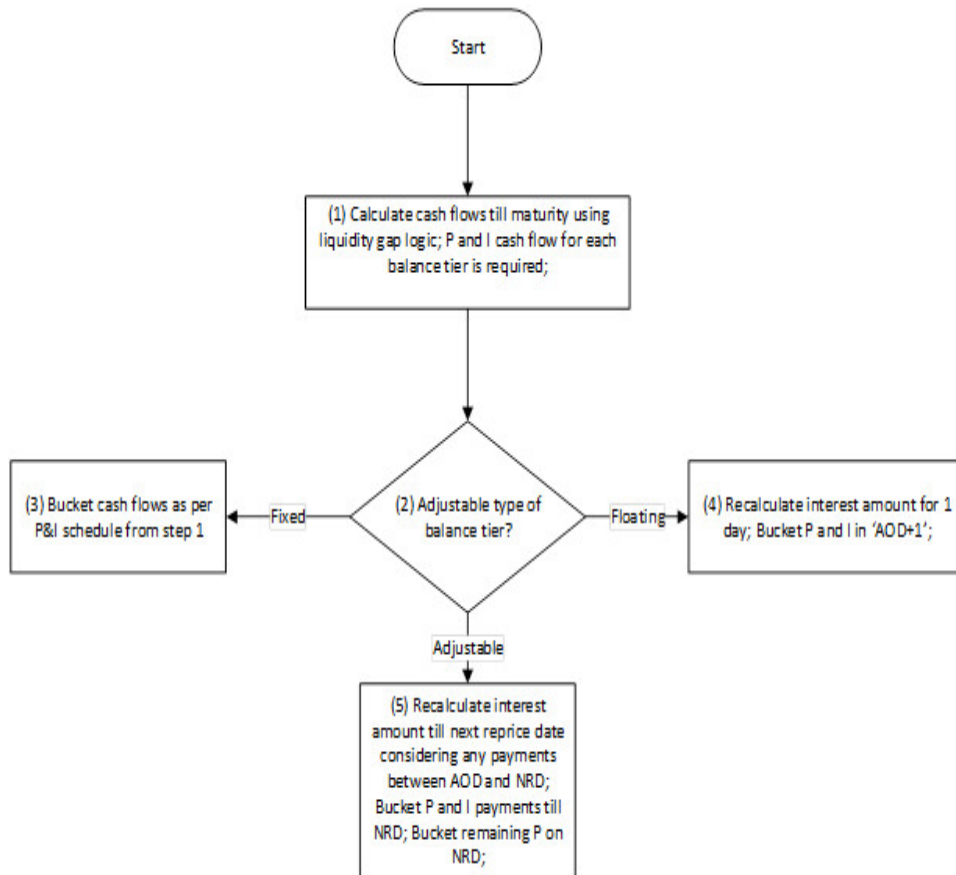 Start
(1) Calculate cash flows till maturity using
liquidity gap logic; P and I cash flow for each
balance tier is required;
(2) Adjustable type of
balance tier?
Fixed
(3) Bucket cash flows as per
P&I schedule from step 1
Floating
(4) Recalculate interest amount for 1
day; Bucket P and I in ‘AOD+1’;
Adjustable
(5) Recalculate interest
amount till next reprice date
considering any payments
between AOD and NRD;
Bucket P and I payments till
NRD; Bucket remaining P on
NRD;